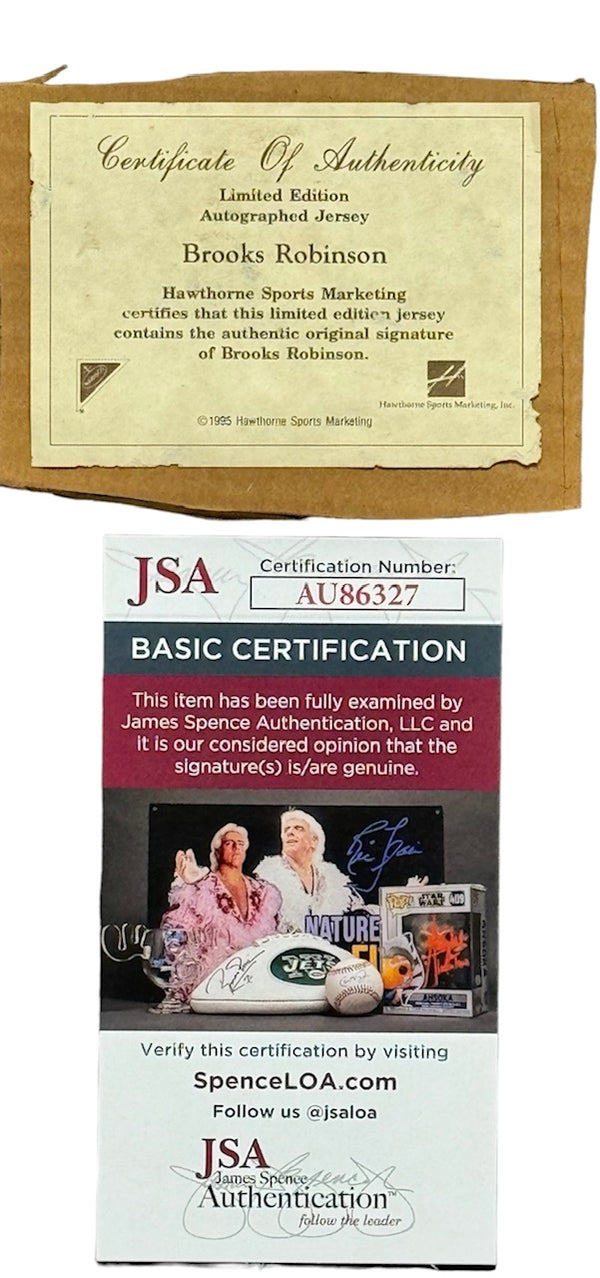 Certificate Of Authenticity
Limited Edition
Autographed Jersey
Brooks Robinson
Hawthorne Sports Marketing
certifies that this limited edition jersey
contains the authentic original signature
of Brooks Robinson.
Hawthorne Sports Marketing, Inc.
©1995 Hawthorne Sports Marketing
JSA
Certification Number:
AU86327
BASIC CERTIFICATION
This item has been fully examined by
James Spence Authentication, LLC and
it is our considered opinion that the
signature(s) is/are genuine.
NATURE
JETS
POP!
STAR WARS
409
AHSOKA
Verify this certification by visiting
SpenceLOA.com
Follow us @jsaloa
JSA
James Spence
Authentication™
follow the leader